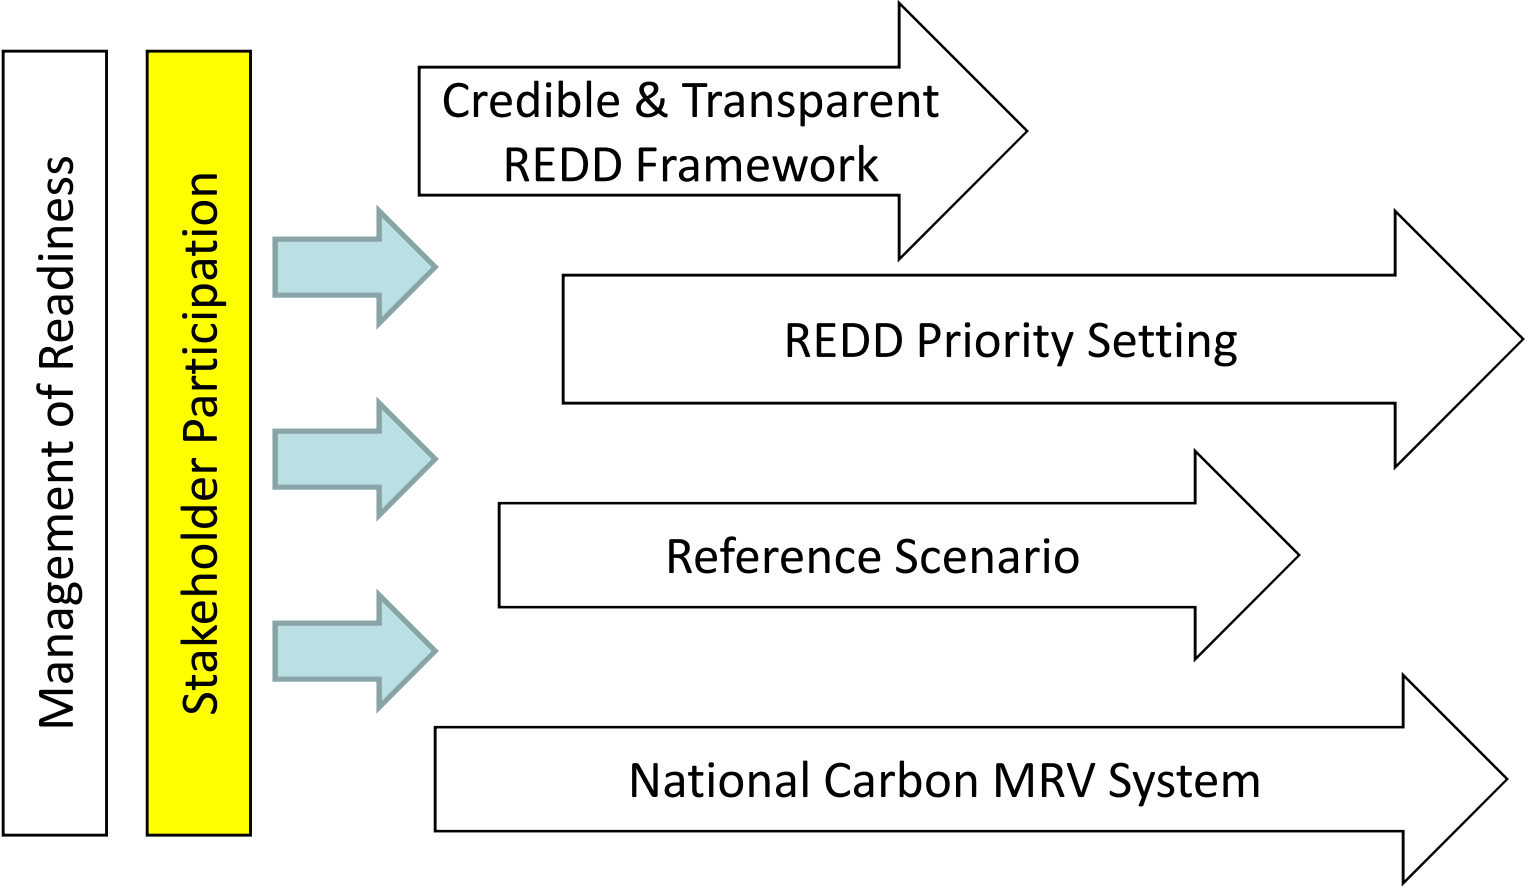 Management of Readiness
Stakeholder Participation
Credible & Transparent
REDD Framework
REDD Priority Setting
Reference Scenario
National Carbon MRV System